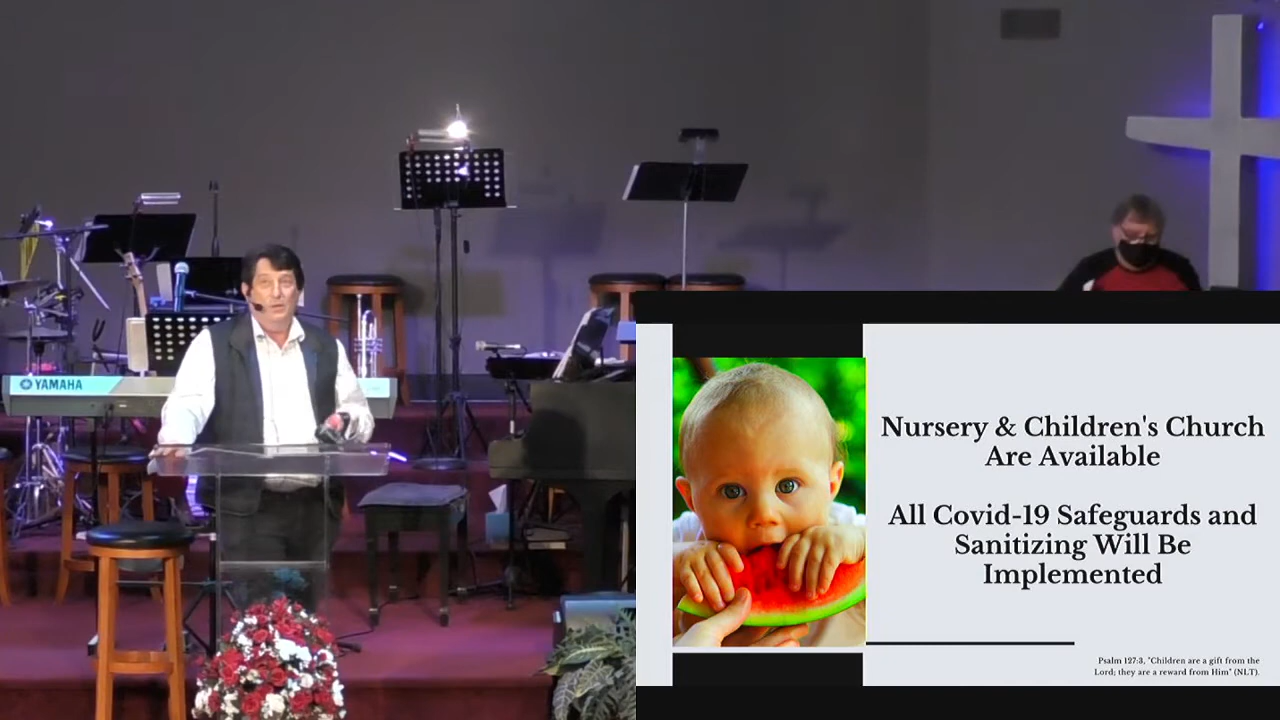 YAMAHA
Nursery & Children's Church
Are Available
All Covid-19 Safeguards and
Sanitizing Will Be
Implemented
Psalm 127:3, "Children are a gift from the
Lord; they are a reward from Him" (NLT).